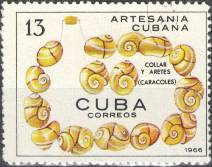 13
ARTESANIA
CUBANA
COLLAR
Y ARETES
(CARACOLES)
CUBA
CORREOS
1966